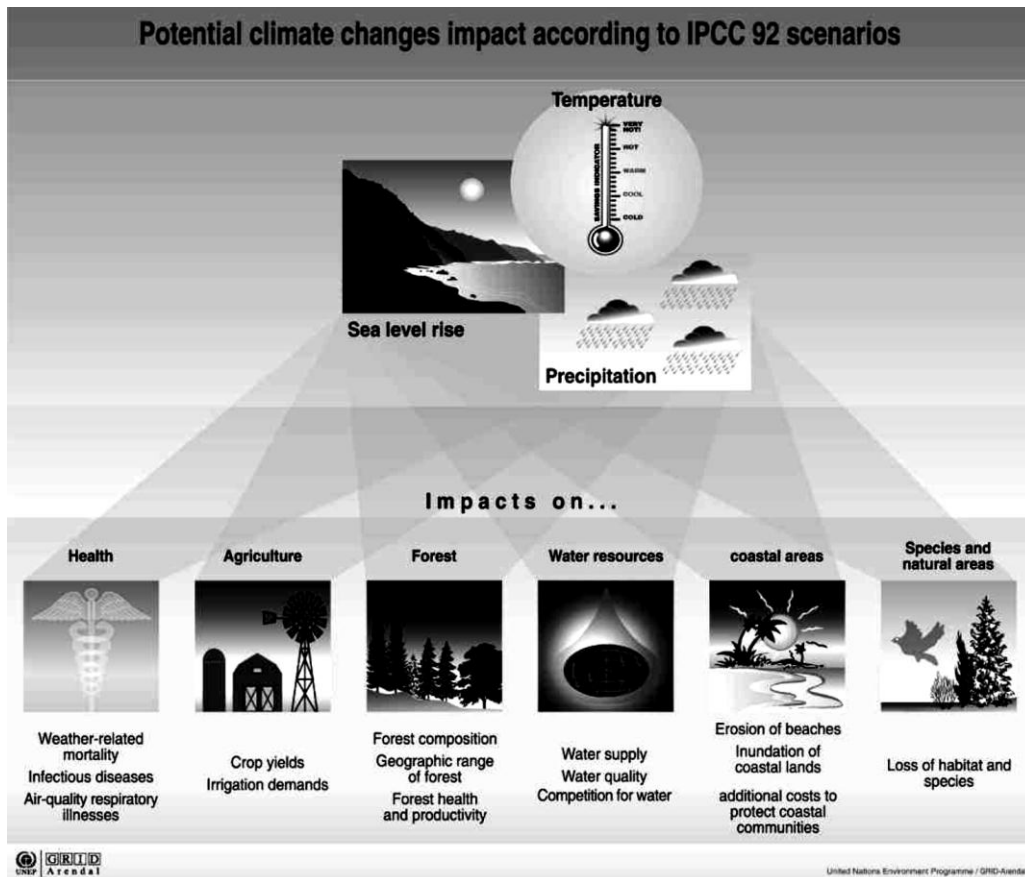 Potential climate changes impact according to IPCC 92 scenarios
Temperature
SAVINGS INDICATOR
VERY
HOT!
HOT
WARM
COOL
COLD
Sea level rise
Precipitation
Impacts on...
Health
Agriculture
Forest
Water resources
coastal areas
Species and
natural areas
Weather-related
mortality
Infectious diseases
Air-quality respiratory
illnesses
Crop yields
Irrigation demands
Forest composition
Geographic range
of forest
Forest health
and productivity
Water supply
Water quality
Competition for water
Erosion of beaches
Inundation of
coastal lands
additional costs to
protect coastal
communities
Loss of habitat and
species
UNEP
GRID
Arendal
United Nations Environment Programme / GRID-Arendal